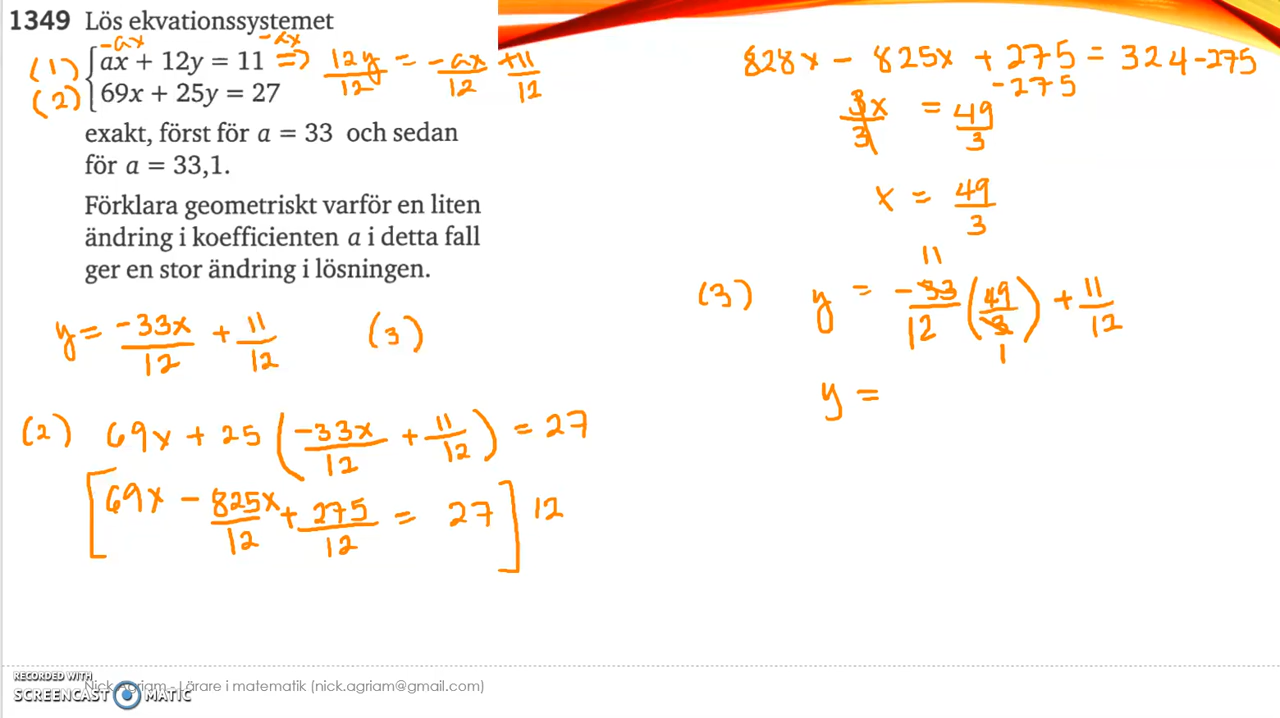 1349 Lös ekvationssystemet
-ax -ax
(1) ax + 12y = 11 => 12y/12 = -ax/12 + 11/12
(2) 69x + 25y = 27
exakt, först för a = 33 och sedan
för a = 33,1.
Förklara geometriskt varför en liten
ändring i koefficienten a i detta fall
ger en stor ändring i lösningen.
y = -33x/12 + 11/12 (3)
(2) 69x + 25 (-33x/12 + 11/12) = 27
[69x - 825x/12 + 275/12 = 27] 12
828x - 825x + 275 = 324 - 275
-275
3x/3 = 49/3
x = 49/3
11
(3) y = -33/12 (49/3) + 11/12
1
y =
RECORDED WITH
SCREENCAST MATIC
Nick Agriam - Lärare i matematik (nick.agriam@gmail.com)